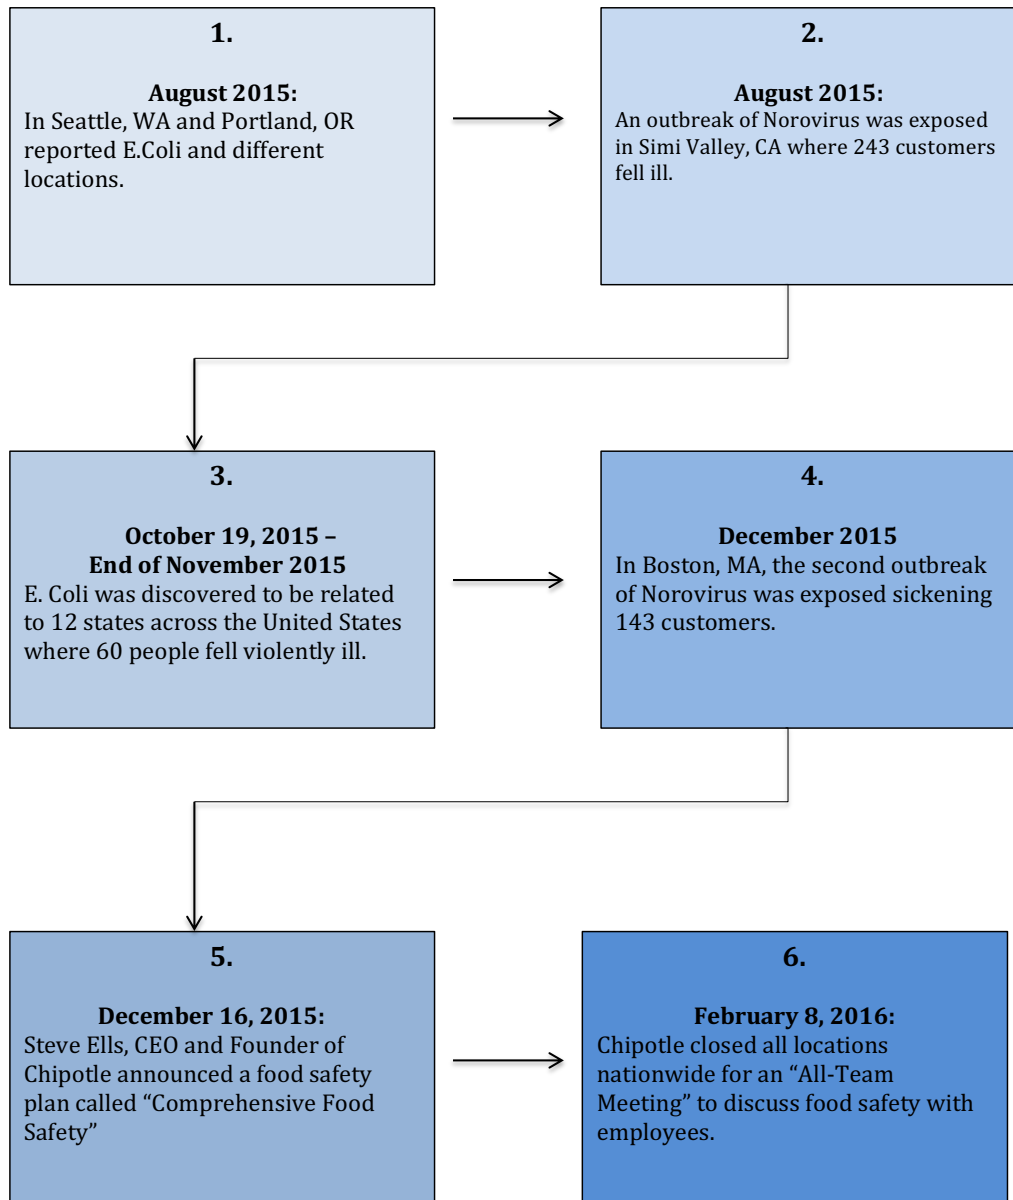 1.
August 2015:
In Seattle, WA and Portland, OR
reported E.Coli and different
locations.
2.
August 2015:
An outbreak of Norovirus was exposed
in Simi Valley, CA where 243 customers
fell ill.
3.
October 19, 2015 –
End of November 2015
E. Coli was discovered to be related
to 12 states across the United States
where 60 people fell violently ill.
4.
December 2015
In Boston, MA, the second outbreak
of Norovirus was exposed sickening
143 customers.
5.
December 16, 2015:
Steve Ells, CEO and Founder of
Chipotle announced a food safety
plan called “Comprehensive Food
Safety”
6.
February 8, 2016:
Chipotle closed all locations
nationwide for an “All-Team
Meeting” to discuss food safety with
employees.